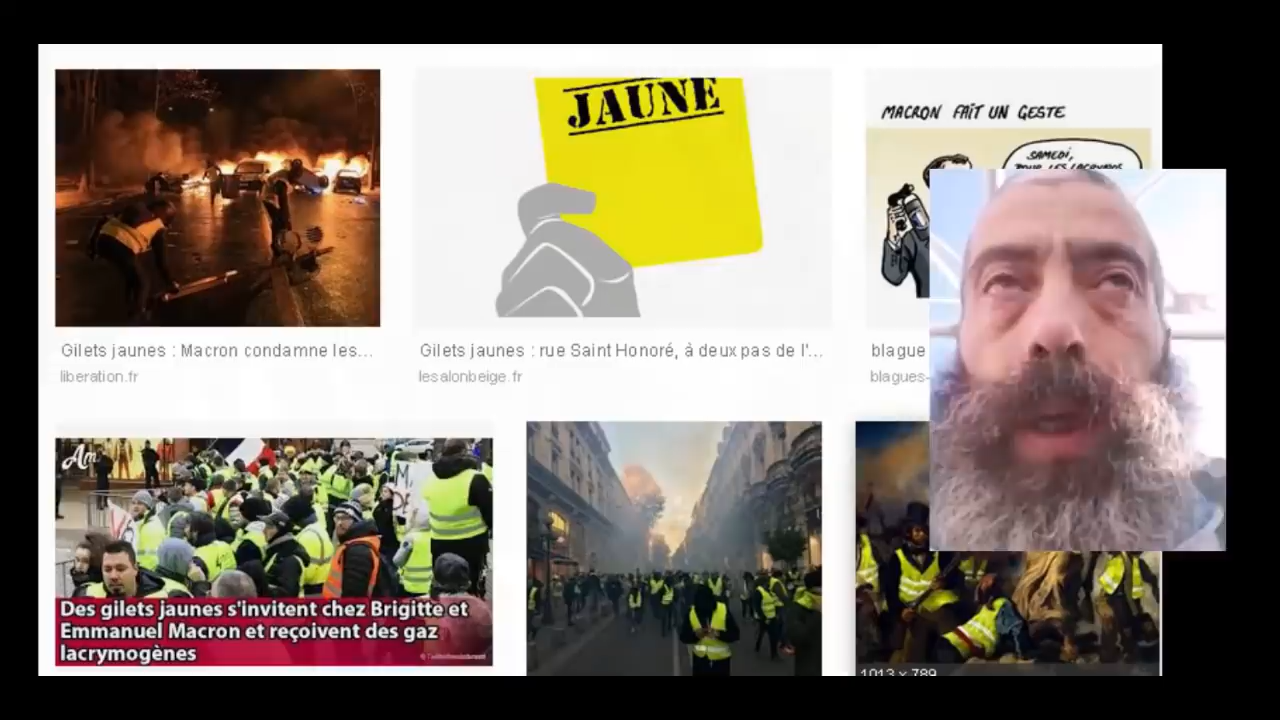 JAUNE
MACRON FAIT UN GESTE
SAMEDI,
Gilets jaunes : Macron condamne les...
liberation.fr
Gilets jaunes : rue Saint Honoré, à deux pas de l'...
lesalonbeige.fr
blague
blagues-
Des gilets jaunes s'invitent chez Brigitte et
Emmanuel Macron et reçoivent des gaz
lacrymogènes
1013 × 789